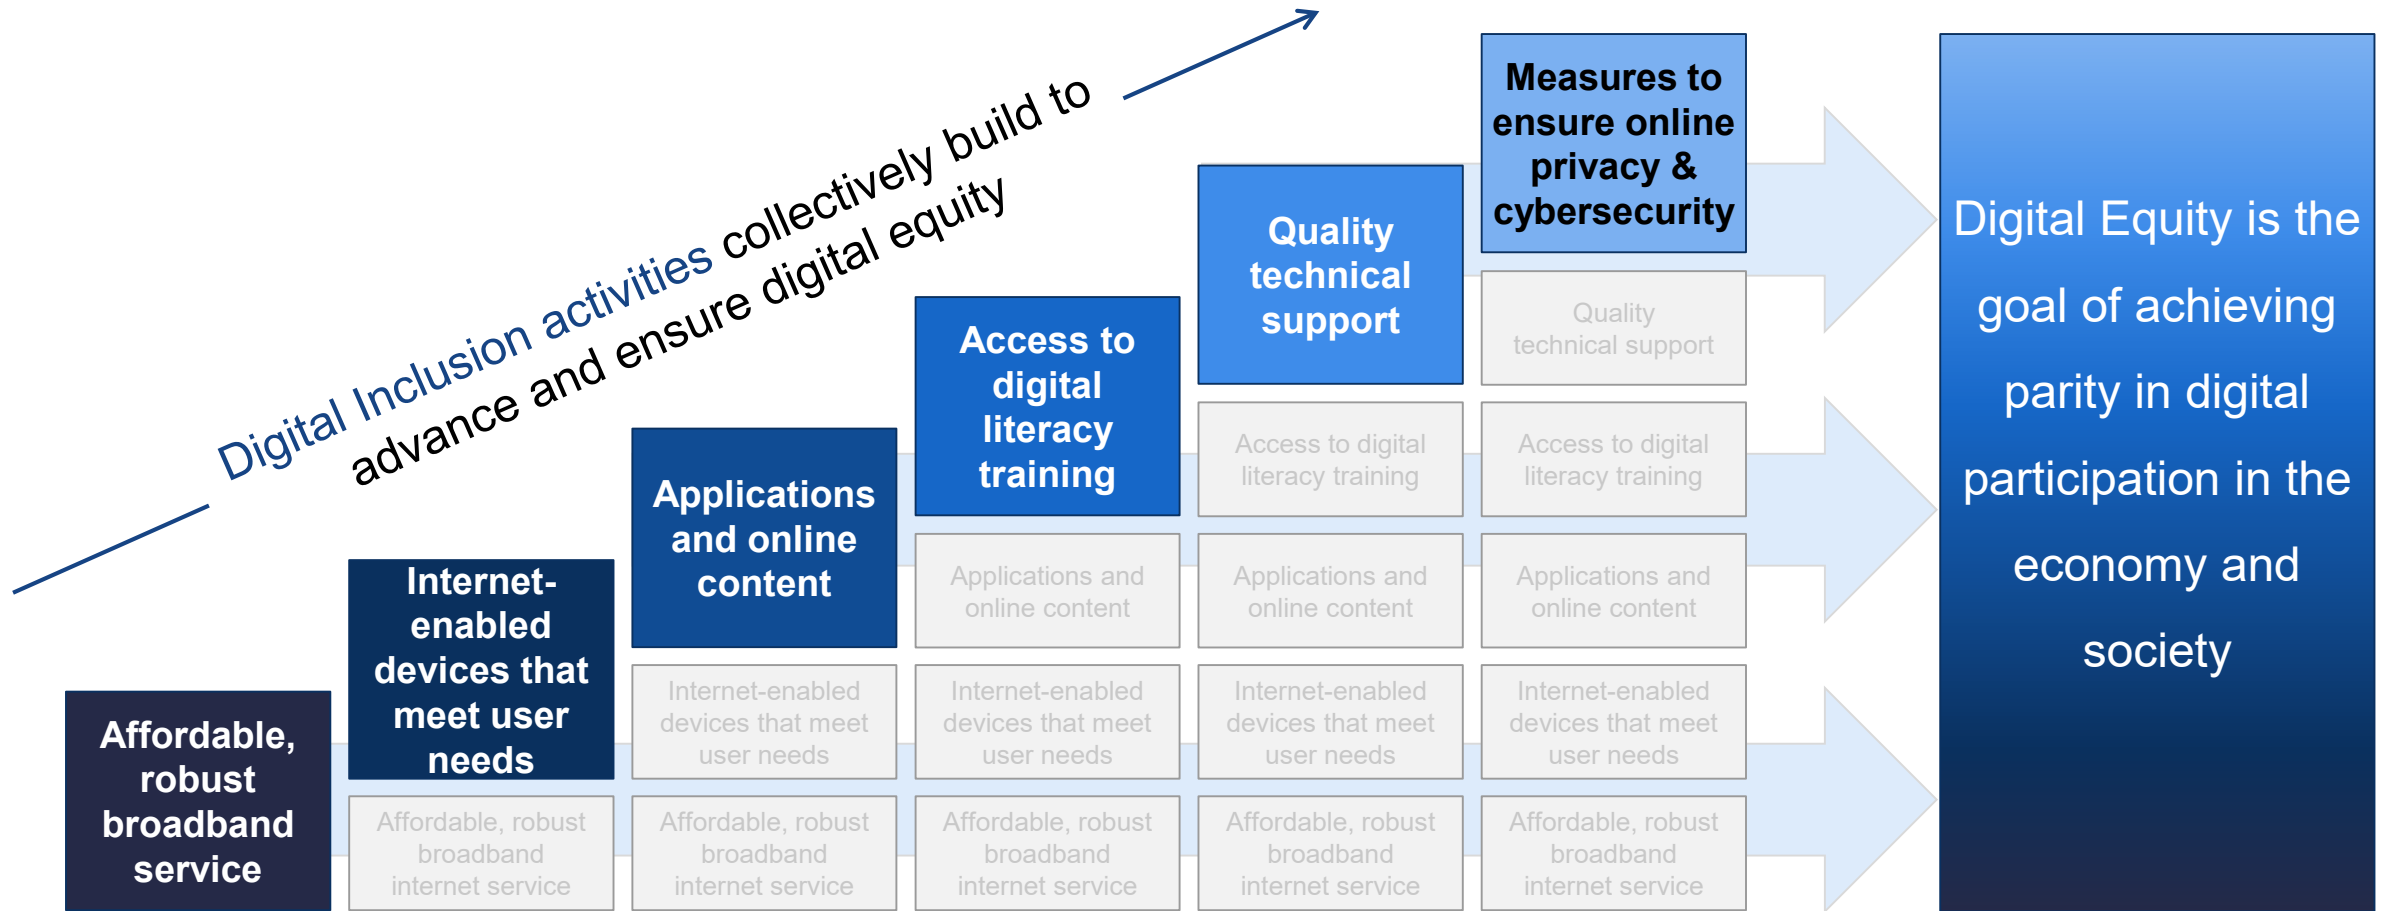 Digital Inclusion activities collectively build to
advance and ensure digital equity
Affordable,
robust
broadband
service
Internet-
enabled
devices that
meet user
needs
Affordable, robust
broadband
internet service
Applications
and online
content
Internet-enabled
devices that meet
user needs
Affordable, robust
broadband
internet service
Access to
digital
literacy
training
Applications and
online content
Internet-enabled
devices that meet
user needs
Affordable, robust
broadband
internet service
Quality
technical
support
Access to digital
literacy training
Applications and
online content
Internet-enabled
devices that meet
user needs
Affordable, robust
broadband
internet service
Measures to
ensure online
privacy &
cybersecurity
Quality
technical support
Access to digital
literacy training
Applications and
online content
Internet-enabled
devices that meet
user needs
Affordable, robust
broadband
internet service
Digital Equity is the
goal of achieving
parity in digital
participation in the
economy and
society